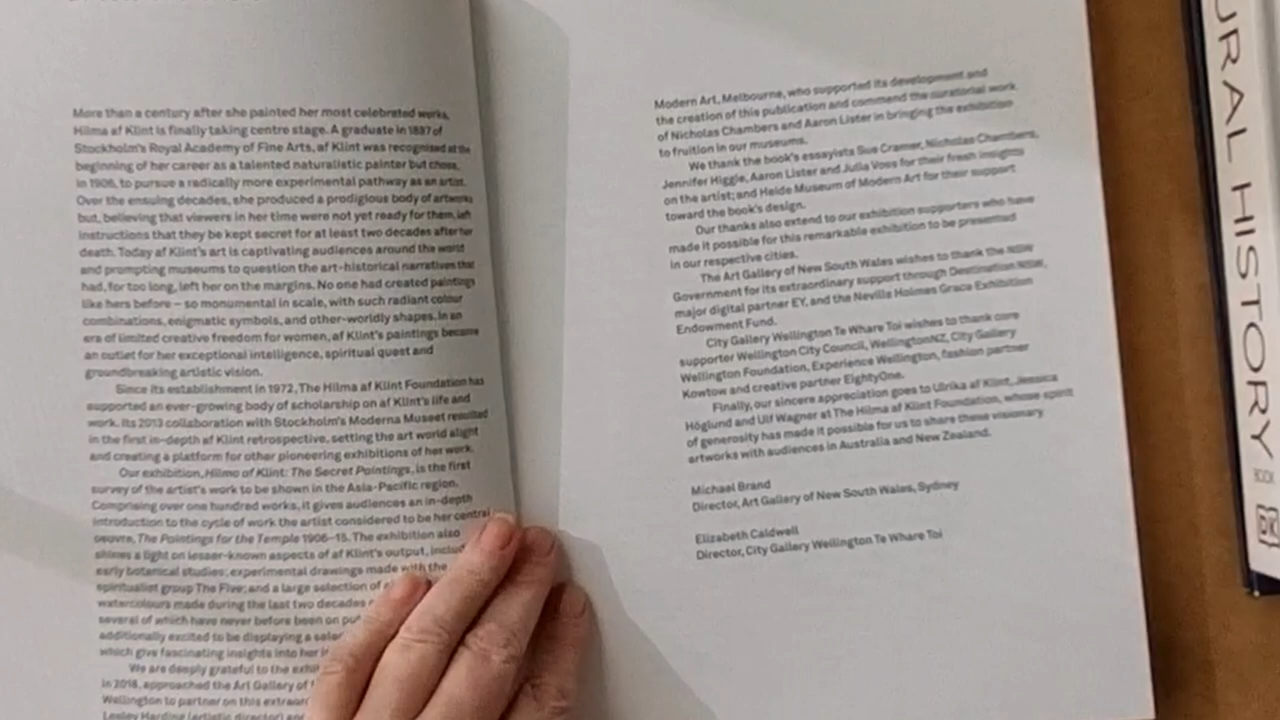 More than a century after she painted her most celebrated works,
Hilma af Klint is finally taking centre stage. A graduate in 1887 of
Stockholm's Royal Academy of Fine Arts, af Klint was recognised at the
beginning of her career as a talented naturalistic painter but chose,
in 1906, to pursue a radically more experimental pathway as an artist.
Over the ensuing decades, she produced a prodigious body of artworks
but, believing that viewers in her time were not yet ready for them, left
instructions that they be kept secret for at least two decades after her
death. Today af Klint's art is captivating audiences around the world
and prompting museums to question the art-historical narratives that
had, for too long, left her on the margins. No one had created paintings
like hers before – so monumental in scale, with such radiant colour
combinations, enigmatic symbols, and other-worldly shapes. In an
era of limited creative freedom for women, af Klint's paintings became
an outlet for her exceptional intelligence, spiritual quest and
groundbreaking artistic vision.
Since its establishment in 1972, The Hilma af Klint Foundation has
supported an ever-growing body of scholarship on af Klint's life and
work. Its 2013 collaboration with Stockholm's Moderna Museet resulted
in the first in-depth af Klint retrospective, setting the art world alight
and creating a platform for other pioneering exhibitions of her work.
Our exhibition, Hilma af Klint: The Secret Paintings, is the first
survey of the artist's work to be shown in the Asia-Pacific region.
Comprising over one hundred works, it gives audiences an in-depth
introduction to the cycle of work the artist considered to be her central
oeuvre, The Paintings for the Temple 1906–15. The exhibition also
shines a light on lesser-known aspects of af Klint's output, includ
early botanical studies; experimental drawings made with the
spiritualist group The Five; and a large selection of
watercolours made during the last two decades
several of which have never before been on pu
additionally excited to be displaying a selec
which give fascinating insights into her
We are deeply grateful to the exhi
in 2018, approached the Art Gallery of
Wellington to partner on this extraor
Lesley Harding (artistic director) and
Modern Art, Melbourne, who supported its development and
the creation of this publication and commend the curatorial work
of Nicholas Chambers and Aaron Lister in bringing the exhibition
to fruition in our museums.
We thank the book's essayists Sue Cramer, Nicholas Chambers,
Jennifer Higgie, Aaron Lister and Julia Voss for their fresh insights
on the artist; and Heide Museum of Modern Art for their support
toward the book's design.
Our thanks also extend to our exhibition supporters who have
made it possible for this remarkable exhibition to be presented
in our respective cities.
The Art Gallery of New South Wales wishes to thank the NSW
Government for its extraordinary support through Destination NSW,
major digital partner EY, and the Neville Holmes Grace Exhibition
Endowment Fund.
City Gallery Wellington Te Whare Toi wishes to thank core
supporter Wellington City Council, WellingtonNZ, City Gallery
Wellington Foundation, Experience Wellington, fashion partner
Kowtow and creative partner EightyOne.
Finally, our sincere appreciation goes to Ulrika af Klint, Jessica
Höglund and Ulf Wagner at The Hilma af Klint Foundation, whose spirit
of generosity has made it possible for us to share these visionary
artworks with audiences in Australia and New Zealand.
Michael Brand
Director, Art Gallery of New South Wales, Sydney
Elizabeth Caldwell
Director, City Gallery Wellington Te Whare Toi
URAL HISTORY
BOOK
DK